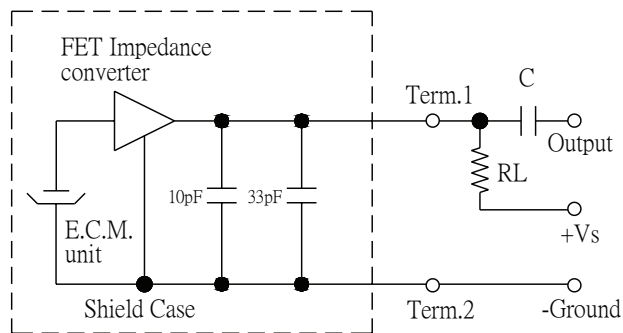 FET Impedance
converter
Term.1
C
Output
RL
10pF
33pF
+Vs
E.C.M.
unit
Shield Case
Term.2
-Ground